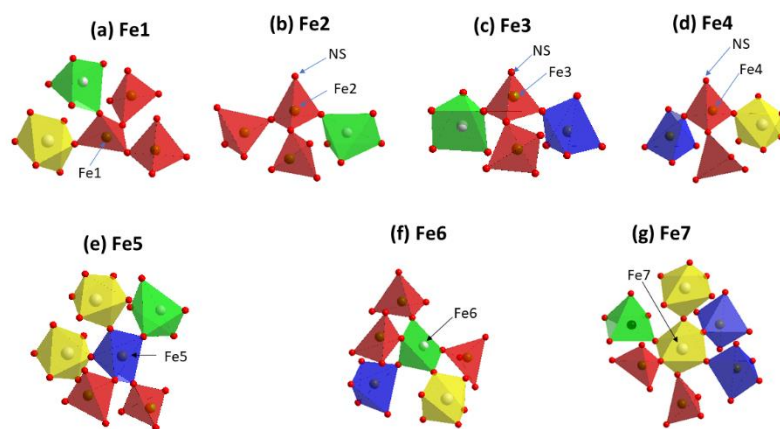 (a) Fe1
(b) Fe2
(c) Fe3
(d) Fe4
NS
NS
NS
Fe2
Fe3
Fe4
Fe1
(e) Fe5
(f) Fe6
(g) Fe7
Fe5
Fe6
Fe7